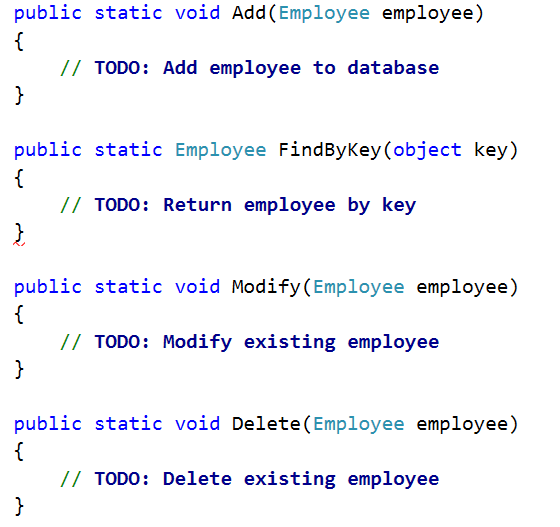 public static void Add(Employee employee)
{
    // TODO: Add employee to database
}
public static Employee FindByKey(object key)
{
    // TODO: Return employee by key
}
public static void Modify(Employee employee)
{
    // TODO: Modify existing employee
}
public static void Delete(Employee employee)
{
    // TODO: Delete existing employee
}